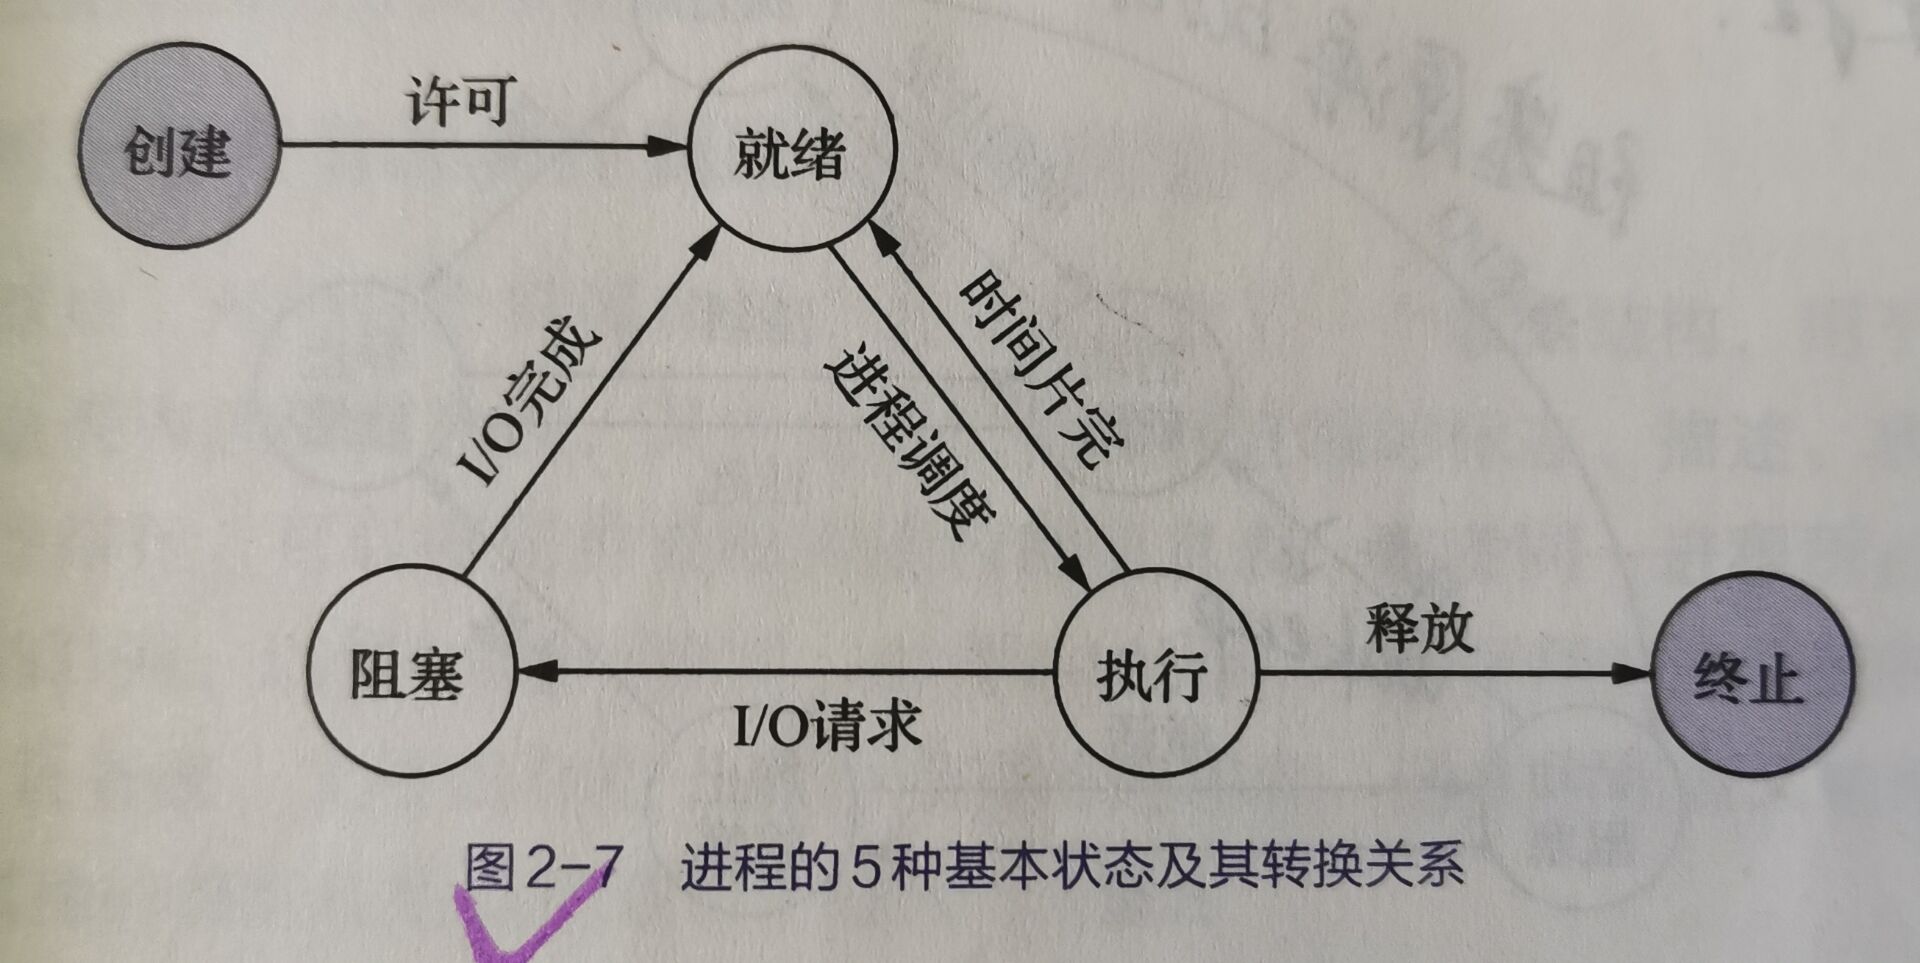 创建
许可
就绪
I/O完成
进程调度
时间片完
阻塞
I/O请求
执行
释放
终止
图2-7 进程的5种基本状态及其转换关系